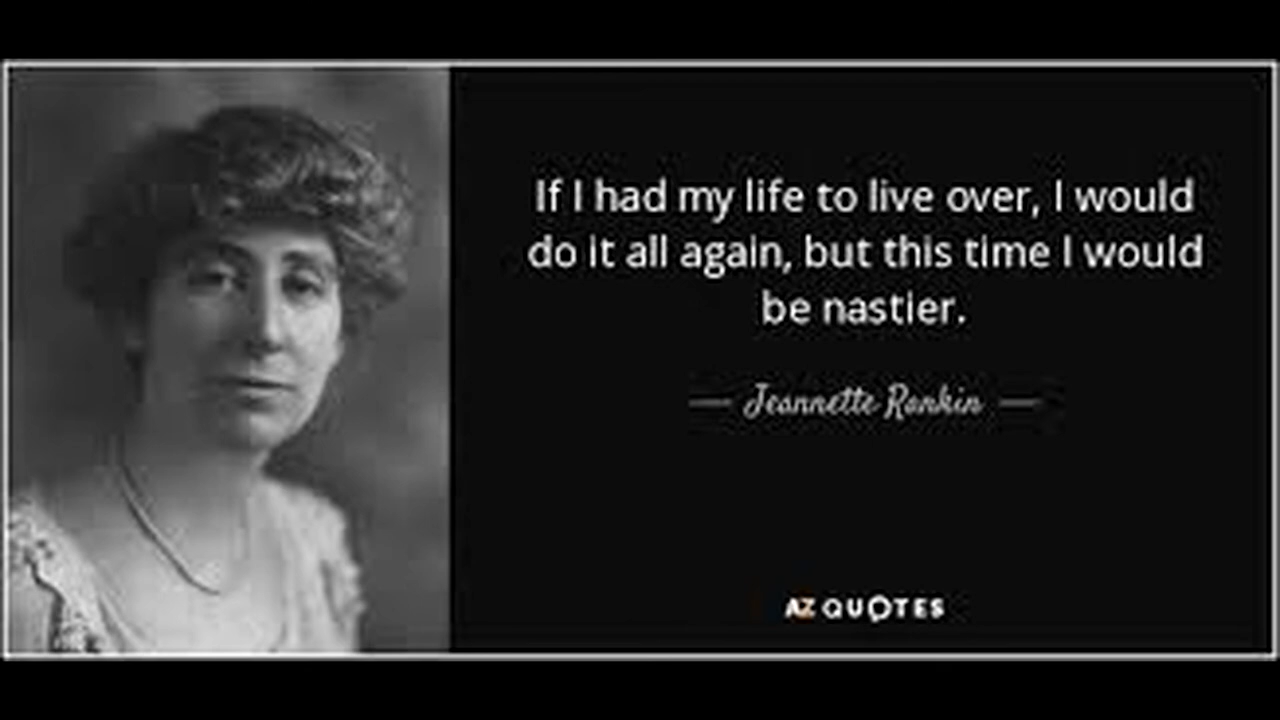 If I had my life to live over, I would
do it all again, but this time I would
be nastier.
— Jeannette Rankin —
AZ QUOTES